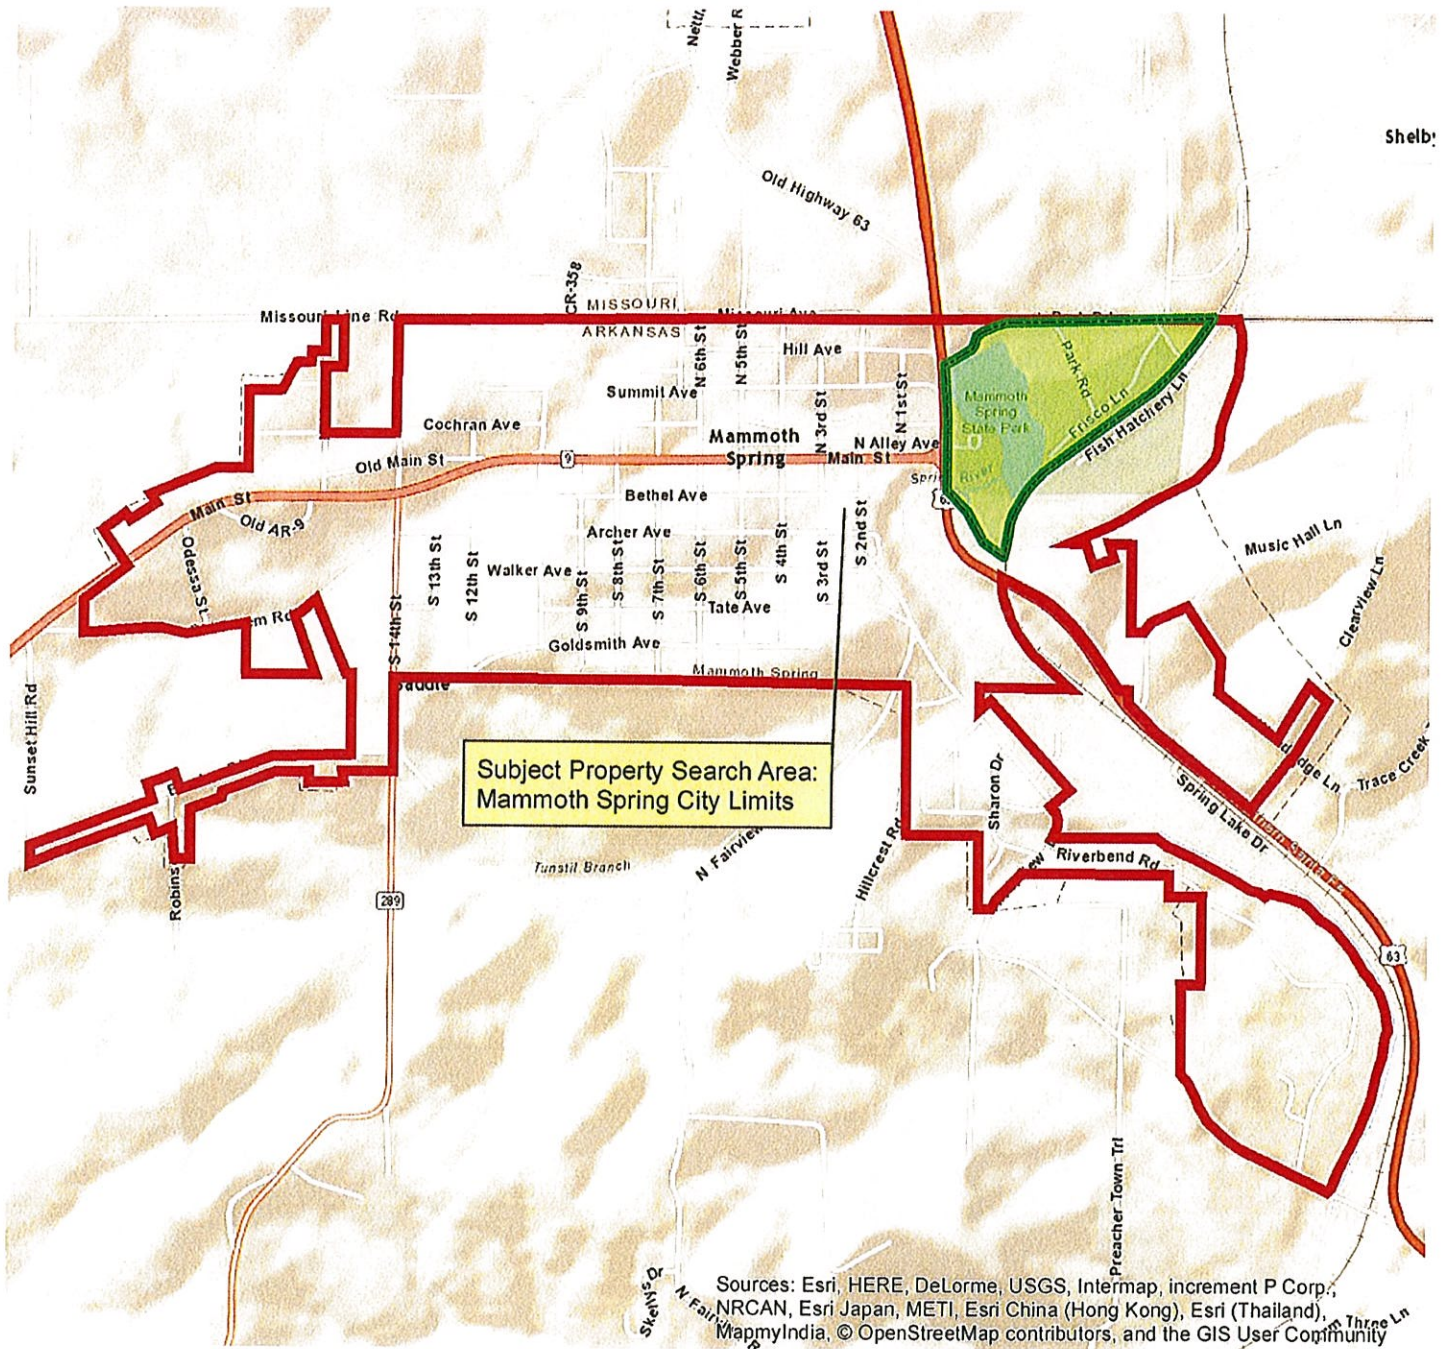 Webber R
Shelby
Old Highway 63
CR-358
MISSOURI
Missouri Line Rd
ARKANSAS
Hill Ave
N 6th St
N 5th St
Summit Ave
N 3rd St
N 1st St
Park Rd
Frisco Ln
Fish Hatchery Ln
Mammoth
Spring
State Park
Cochran Ave
Mammoth
Spring
N Alley Ave
Old Main St
9
Main St
River
Main St
Old AR-9
Bethel Ave
Archer Ave
S 2nd St
Music Hall Ln
Odessa St
Walker Ave
S 13th St
S 12th St
S 9th St
S 8th St
S 7th St
S 6th St
S 5th St
S 4th St
S 3rd St
Tate Ave
Clearview Ln
S 14th St
Goldsmith Ave
Mammoth Spring
Saddle
Sunset Hill Rd
Subject Property Search Area:
Mammoth Spring City Limits
Sharon Dr
Spring Lake Dr
Trace Creek
Riverbend Rd
Tunstil Branch
N Fairview
Hillcrest Rd
Robins
289
63
Preacher Town Trl
Skellys Dr
Sources: Esri, HERE, DeLorme, USGS, Intermap, increment P Corp.,
NRCAN, Esri Japan, METI, Esri China (Hong Kong), Esri (Thailand),
MapmyIndia, © OpenStreetMap contributors, and the GIS User Community